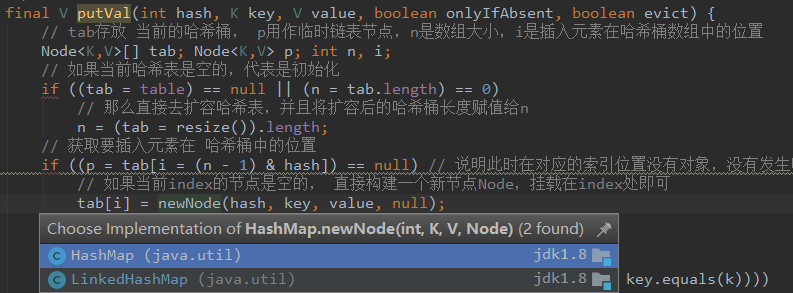 final V putVal(int hash, K key, V value, boolean onlyIfAbsent, boolean evict) {
// tab存放 当前的哈希桶， p用作临时链表节点，n是数组大小，i是插入元素在哈希桶数组中的位置
Node<K,V>[] tab; Node<K,V> p; int n, i;
// 如果当前哈希表是空的，代表是初始化
if ((tab = table) == null || (n = tab.length) == 0)
// 那么直接去扩容哈希表，并且将扩容后的哈希桶长度赋值给n
n = (tab = resize()).length;
// 获取要插入元素在 哈希桶中的位置
if ((p = tab[i = (n - 1) & hash]) == null) // 说明此时在对应的索引位置没有对象，没有发生
// 如果当前index的节点是空的， 直接构建一个新节点Node，挂载在index处即可
tab[i] = newNode(hash, key, value, null);
Choose Implementation of HashMap.newNode(int, K, V, Node) (2 found)
C HashMap (java.util) jdk1.8
C LinkedHashMap (java.util) jdk1.8 key.equals(k))))